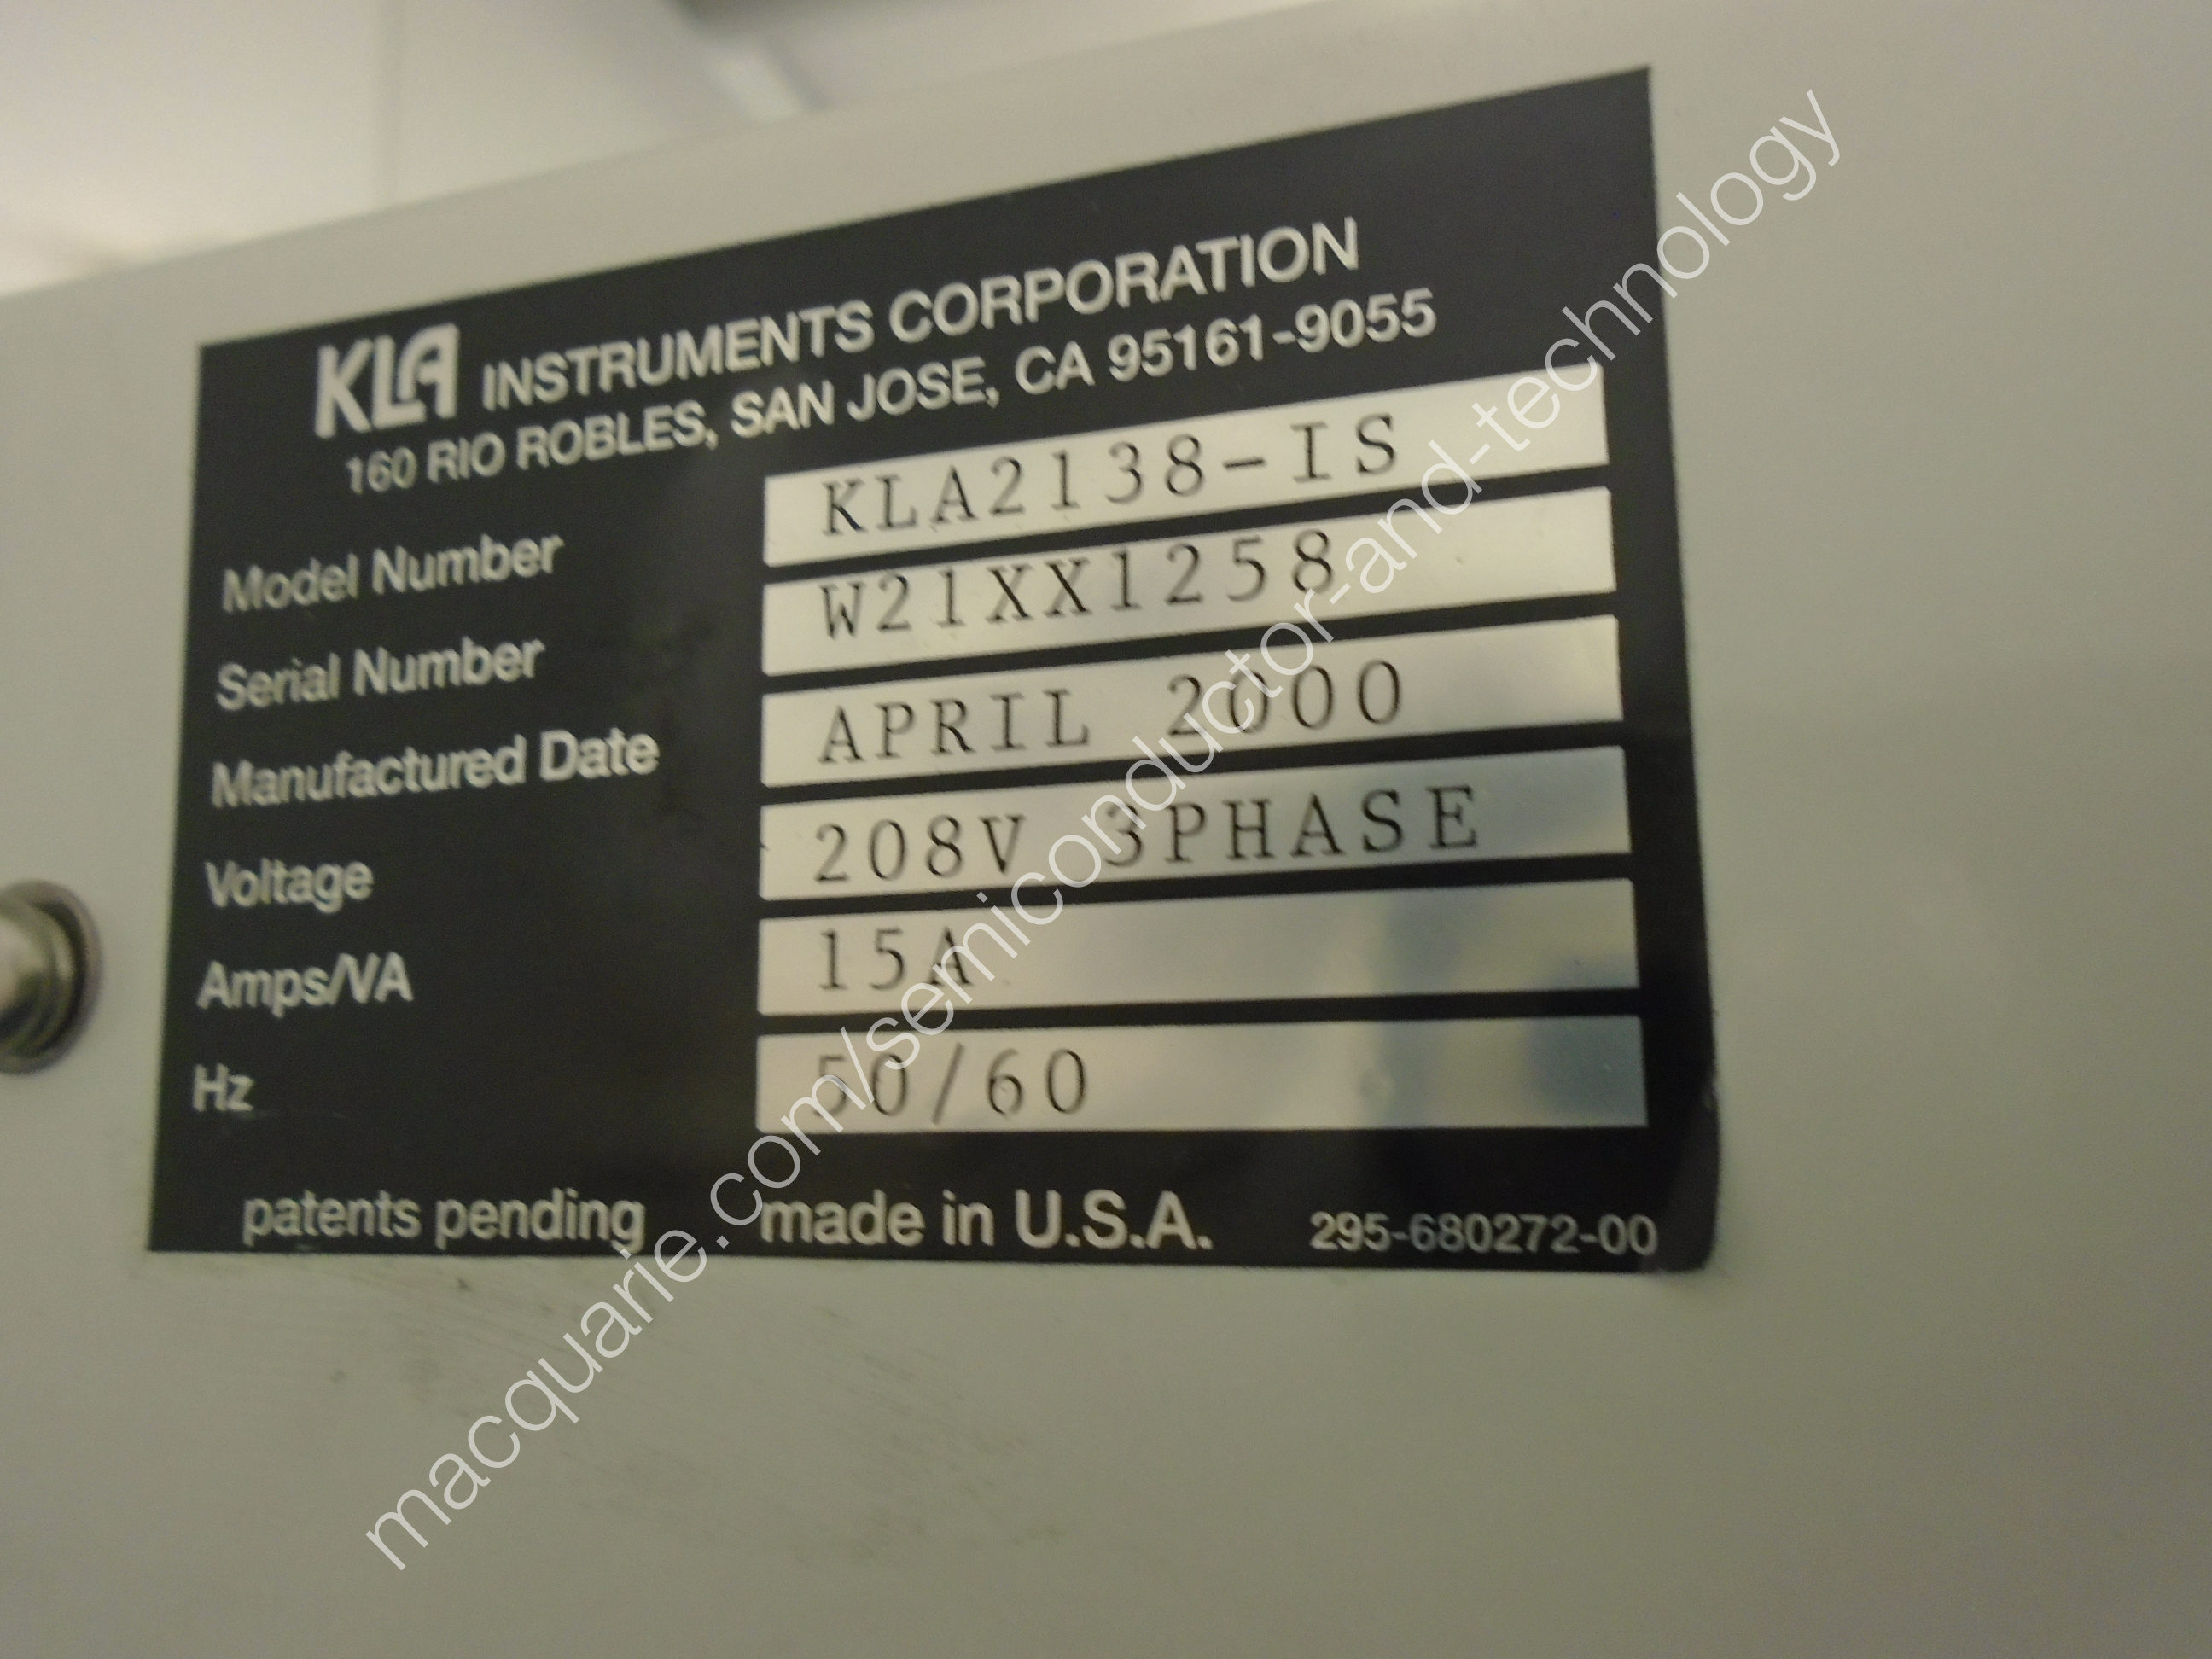 KLA INSTRUMENTS CORPORATION
160 RIO ROBLES, SAN JOSE, CA 95161-9055
Model Number KLA2138-IS
Serial Number W21XX1258
Manufactured Date APRIL 2000
Voltage 208V 3PHASE
Amps/VA 15A
Hz 50/60
patents pending made in U.S.A. 295-680272-00
macquarie.com/semiconductor-and-technology